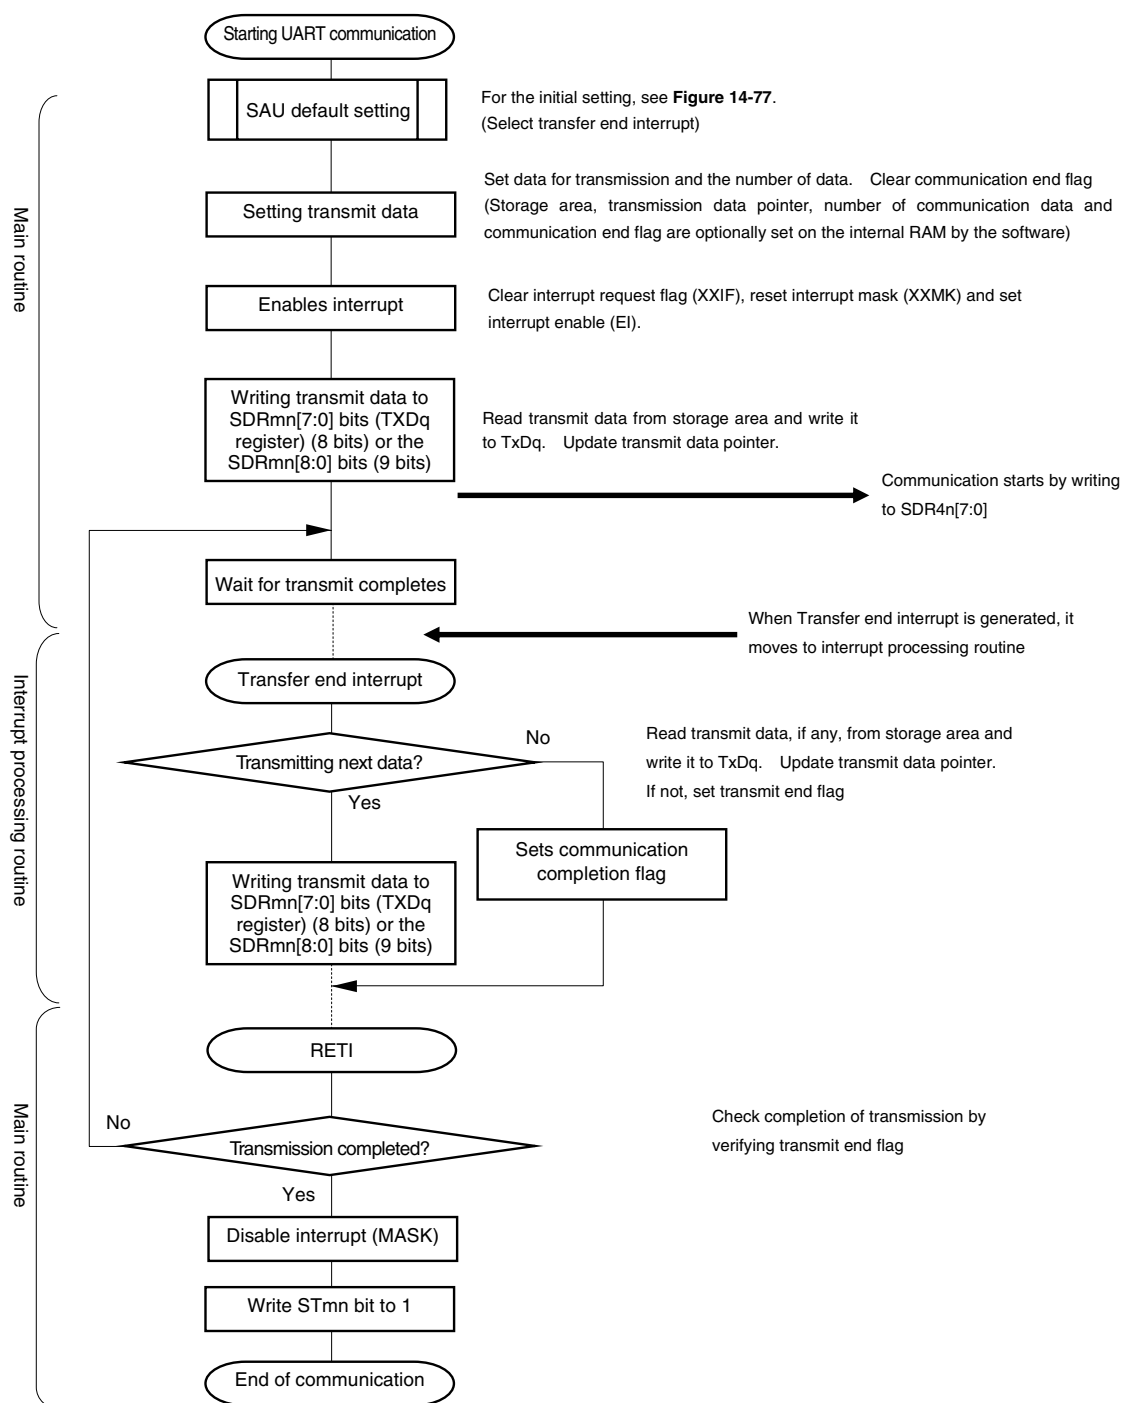 Starting UART communication
SAU default setting
For the initial setting, see Figure 14-77.
(Select transfer end interrupt)
Main routine
Setting transmit data
Set data for transmission and the number of data. Clear communication end flag
(Storage area, transmission data pointer, number of communication data and
communication end flag are optionally set on the internal RAM by the software)
Enables interrupt
Clear interrupt request flag (XXIF), reset interrupt mask (XXMK) and set
interrupt enable (EI).
Writing transmit data to
SDRmn[7:0] bits (TXDq
register) (8 bits) or the
SDRmn[8:0] bits (9 bits)
Read transmit data from storage area and write it
to TxDq. Update transmit data pointer.
Communication starts by writing
to SDR4n[7:0]
Wait for transmit completes
When Transfer end interrupt is generated, it
moves to interrupt processing routine
Interrupt processing routine
Transfer end interrupt
Transmitting next data?
No
Yes
Read transmit data, if any, from storage area and
write it to TxDq. Update transmit data pointer.
If not, set transmit end flag
Sets communication
completion flag
Writing transmit data to
SDRmn[7:0] bits (TXDq
register) (8 bits) or the
SDRmn[8:0] bits (9 bits)
Main routine
RETI
No
Transmission completed?
Check completion of transmission by
verifying transmit end flag
Yes
Disable interrupt (MASK)
Write STmn bit to 1
End of communication